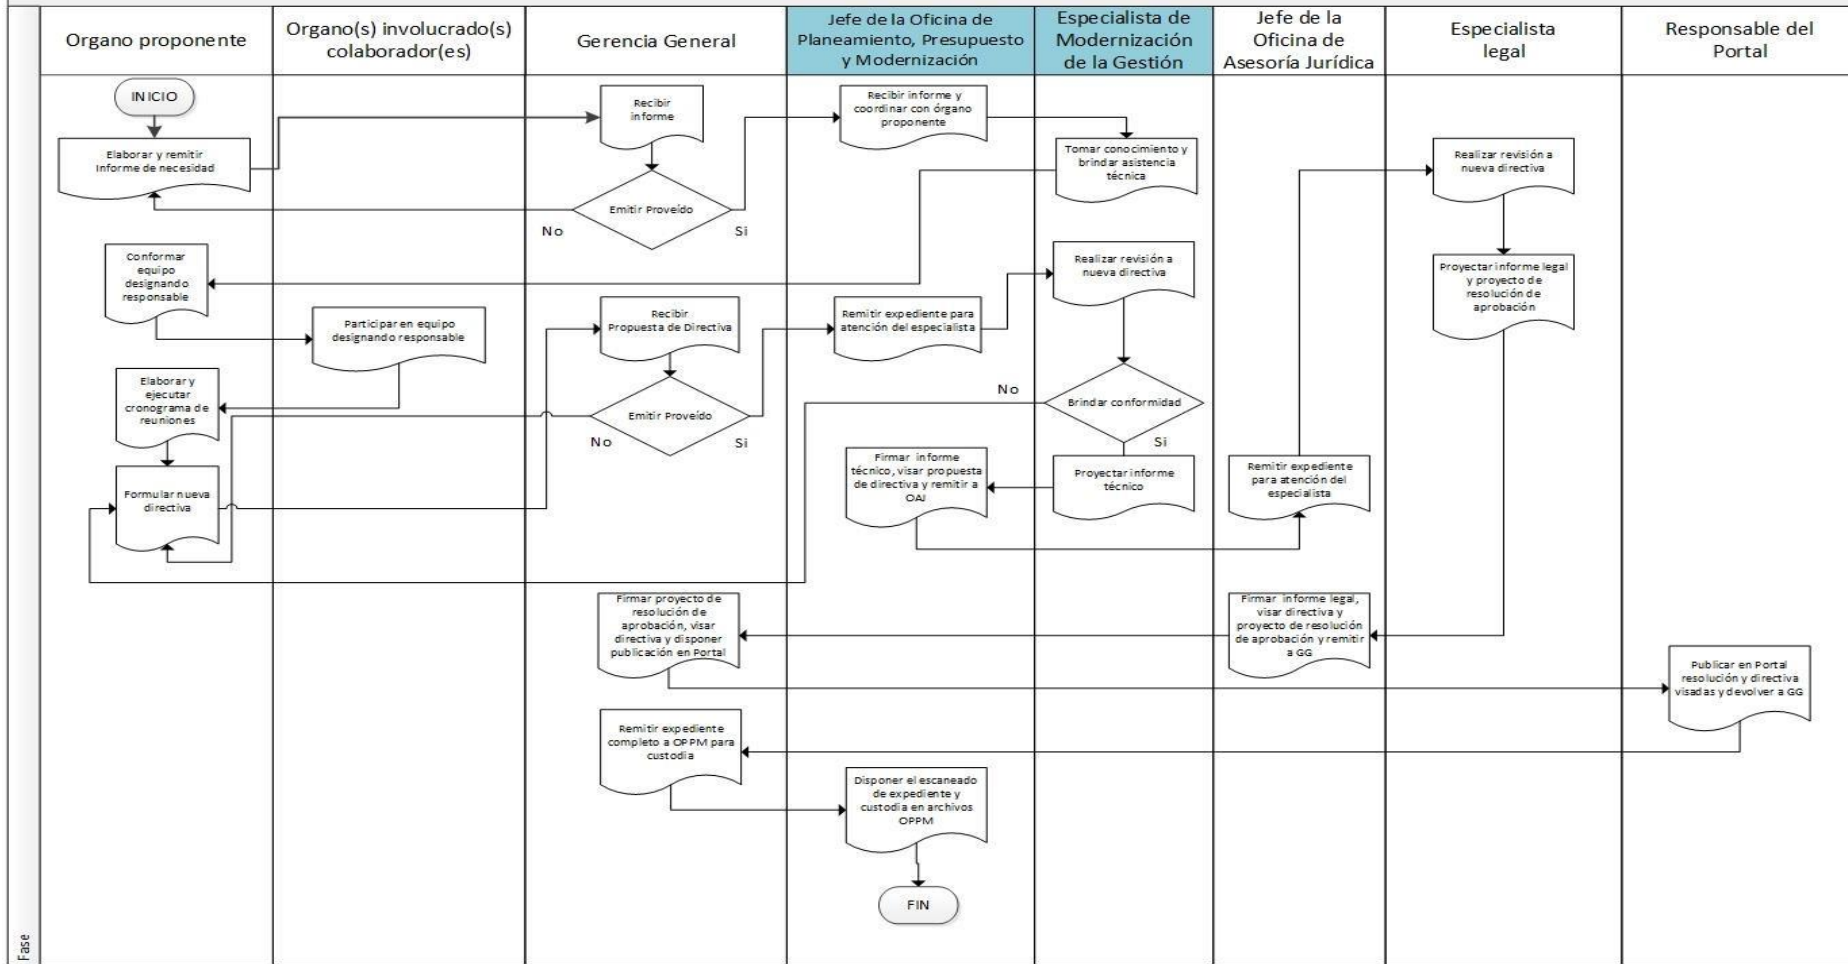 Organo proponente
Organo(s) involucrado(s)
colaborador(es)
Gerencia General
Jefe de la Oficina de
Planeamiento, Presupuesto
y Modernización
Especialista de
Modernización
de la Gestión
Jefe de la
Oficina de
Asesoría Jurídica
Especialista
legal
Responsable del
Portal
INICIO
Elaborar y remitir
Informe de necesidad
Recibir
informe
Emitir Proveído
No
Si
Recibir informe y
coordinar con órgano
proponente
Tomar conocimiento y
brindar asistencia
técnica
Conformar
equipo
designando
responsable
Participar en equipo
designando responsable
Elaborar y
ejecutar
cronograma de
reuniones
Formular nueva
directiva
Recibir
Propuesta de Directiva
Emitir Proveído
No
Si
Remitir expediente para
atención del especialista
Realizar revisión a
nueva directiva
Brindar conformidad
No
Si
Proyectar informe
técnico
Firmar informe
técnico, visar propuesta
de directiva y remitir a
OAJ
Remitir expediente
para atención del
especialista
Realizar revisión a
nueva directiva
Proyectar informe legal
y proyecto de
resolución de
aprobación
Firmar informe legal,
visar directiva y
proyecto de resolución
de aprobación y remitir
a GG
Firmar proyecto de
resolución de
aprobación, visar
directiva y disponer
publicación en Portal
Publicar en Portal
resolución y directiva
visadas y devolver a GG
Remitir expediente
completo a OPPM para
custodia
Disponer el escaneado
de expediente y
custodia en archivos
OPPM
FIN
Fase